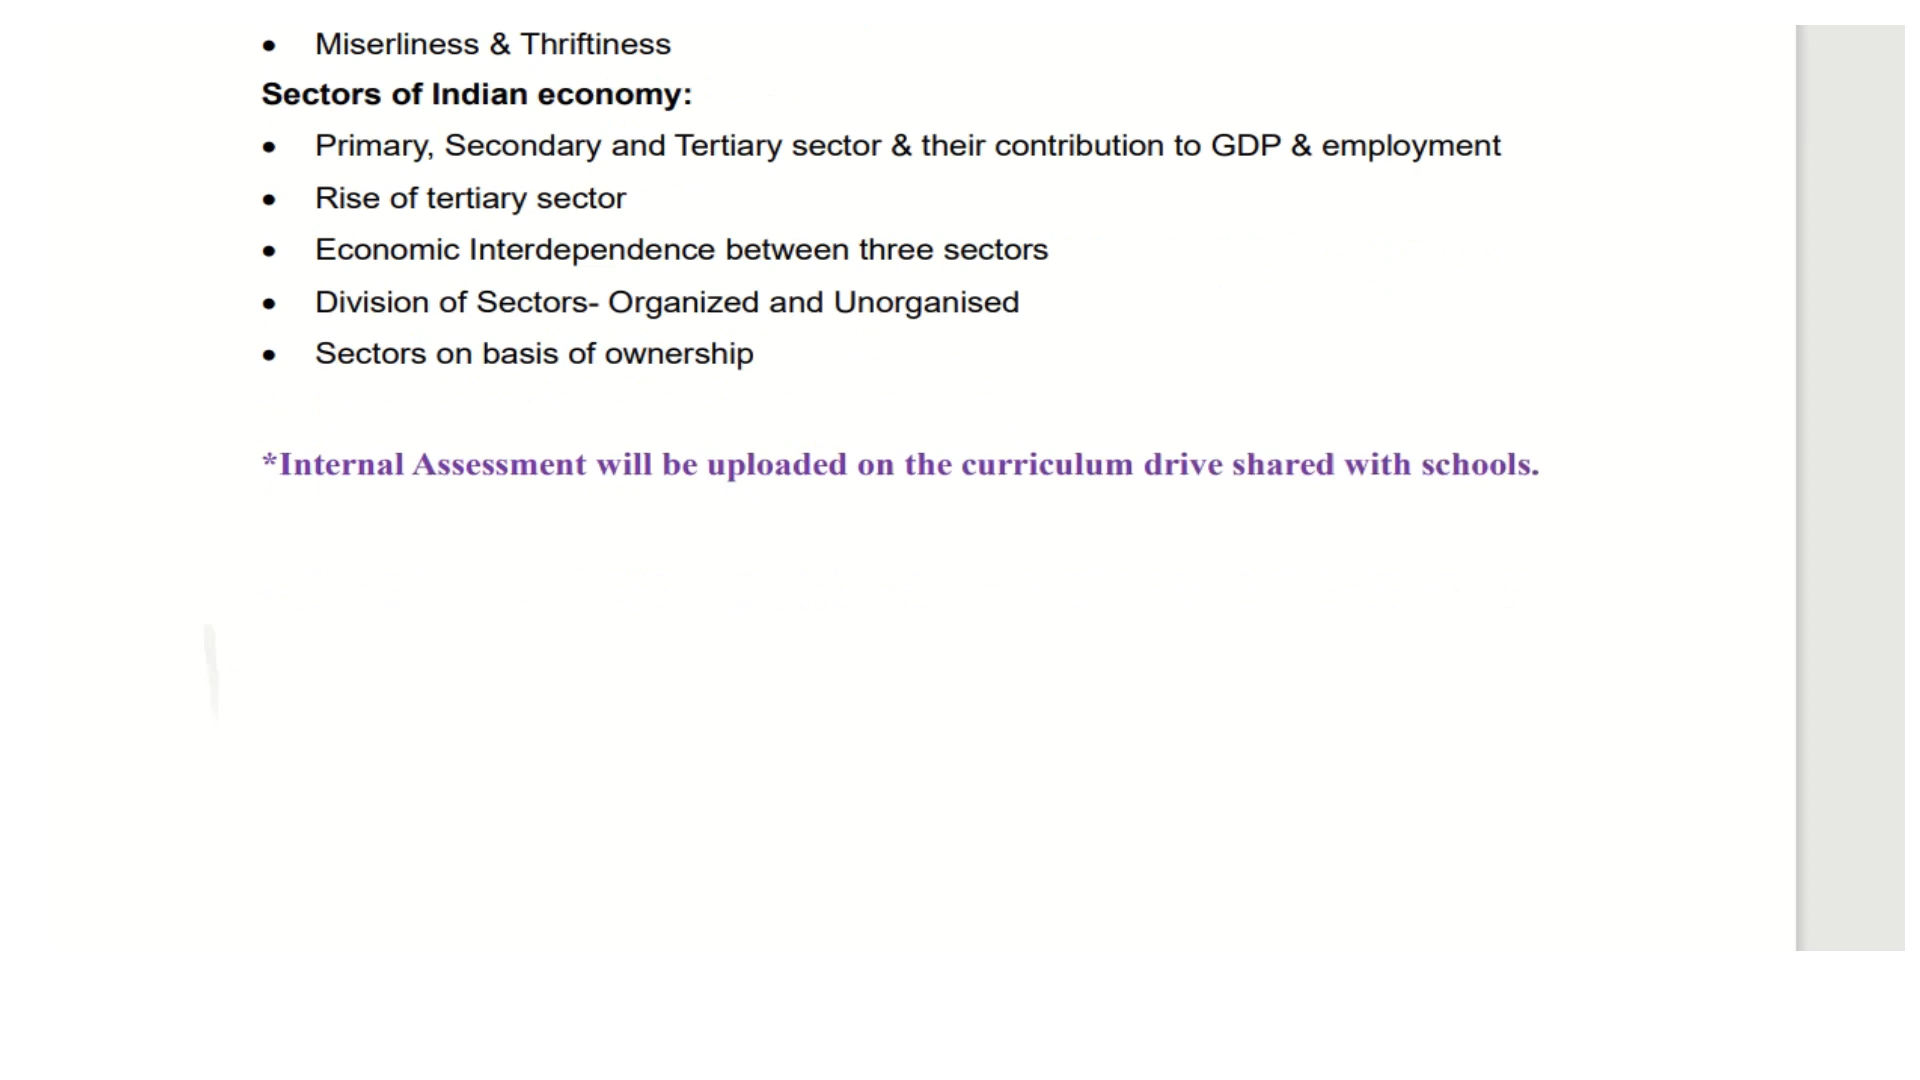 • Miserliness & Thriftiness
Sectors of Indian economy:
• Primary, Secondary and Tertiary sector & their contribution to GDP & employment
• Rise of tertiary sector
• Economic Interdependence between three sectors
• Division of Sectors- Organized and Unorganised
• Sectors on basis of ownership
*Internal Assessment will be uploaded on the curriculum drive shared with schools.